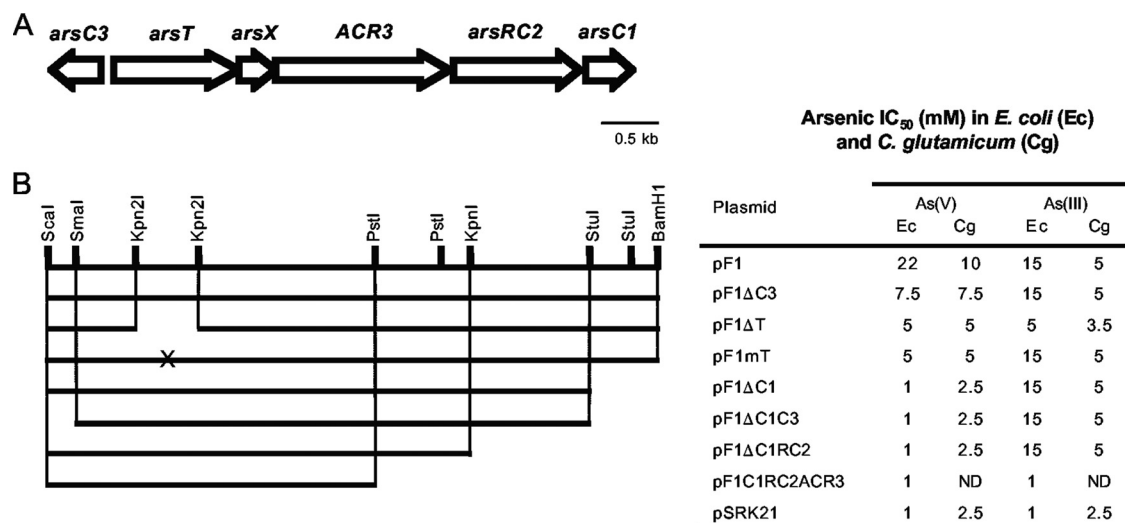 A
arsC3 arsT arsX ACR3 arsRC2 arsC1
0.5 kb
B
ScaI SmaI Kpn2I Kpn2I PstI PstI KpnI StuI StuI BamH1
X
Arsenic IC50 (mM) in E. coli (Ec)
and C. glutamicum (Cg)
Plasmid As(V) As(III)
Ec Cg Ec Cg
pF1 22 10 15 5
pF1ΔC3 7.5 7.5 15 5
pF1ΔT 5 5 5 3.5
pF1mT 5 5 15 5
pF1ΔC1 1 2.5 15 5
pF1ΔC1C3 1 2.5 15 5
pF1ΔC1RC2 1 2.5 15 5
pF1C1RC2ACR3 1 ND 1 ND
pSRK21 1 2.5 1 2.5